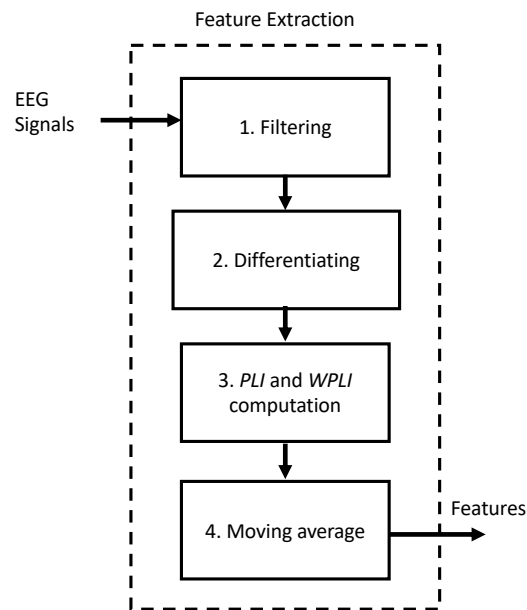 Feature Extraction
EEG
Signals
1. Filtering
2. Differentiating
3. PLI and WPLI
computation
4. Moving average
Features